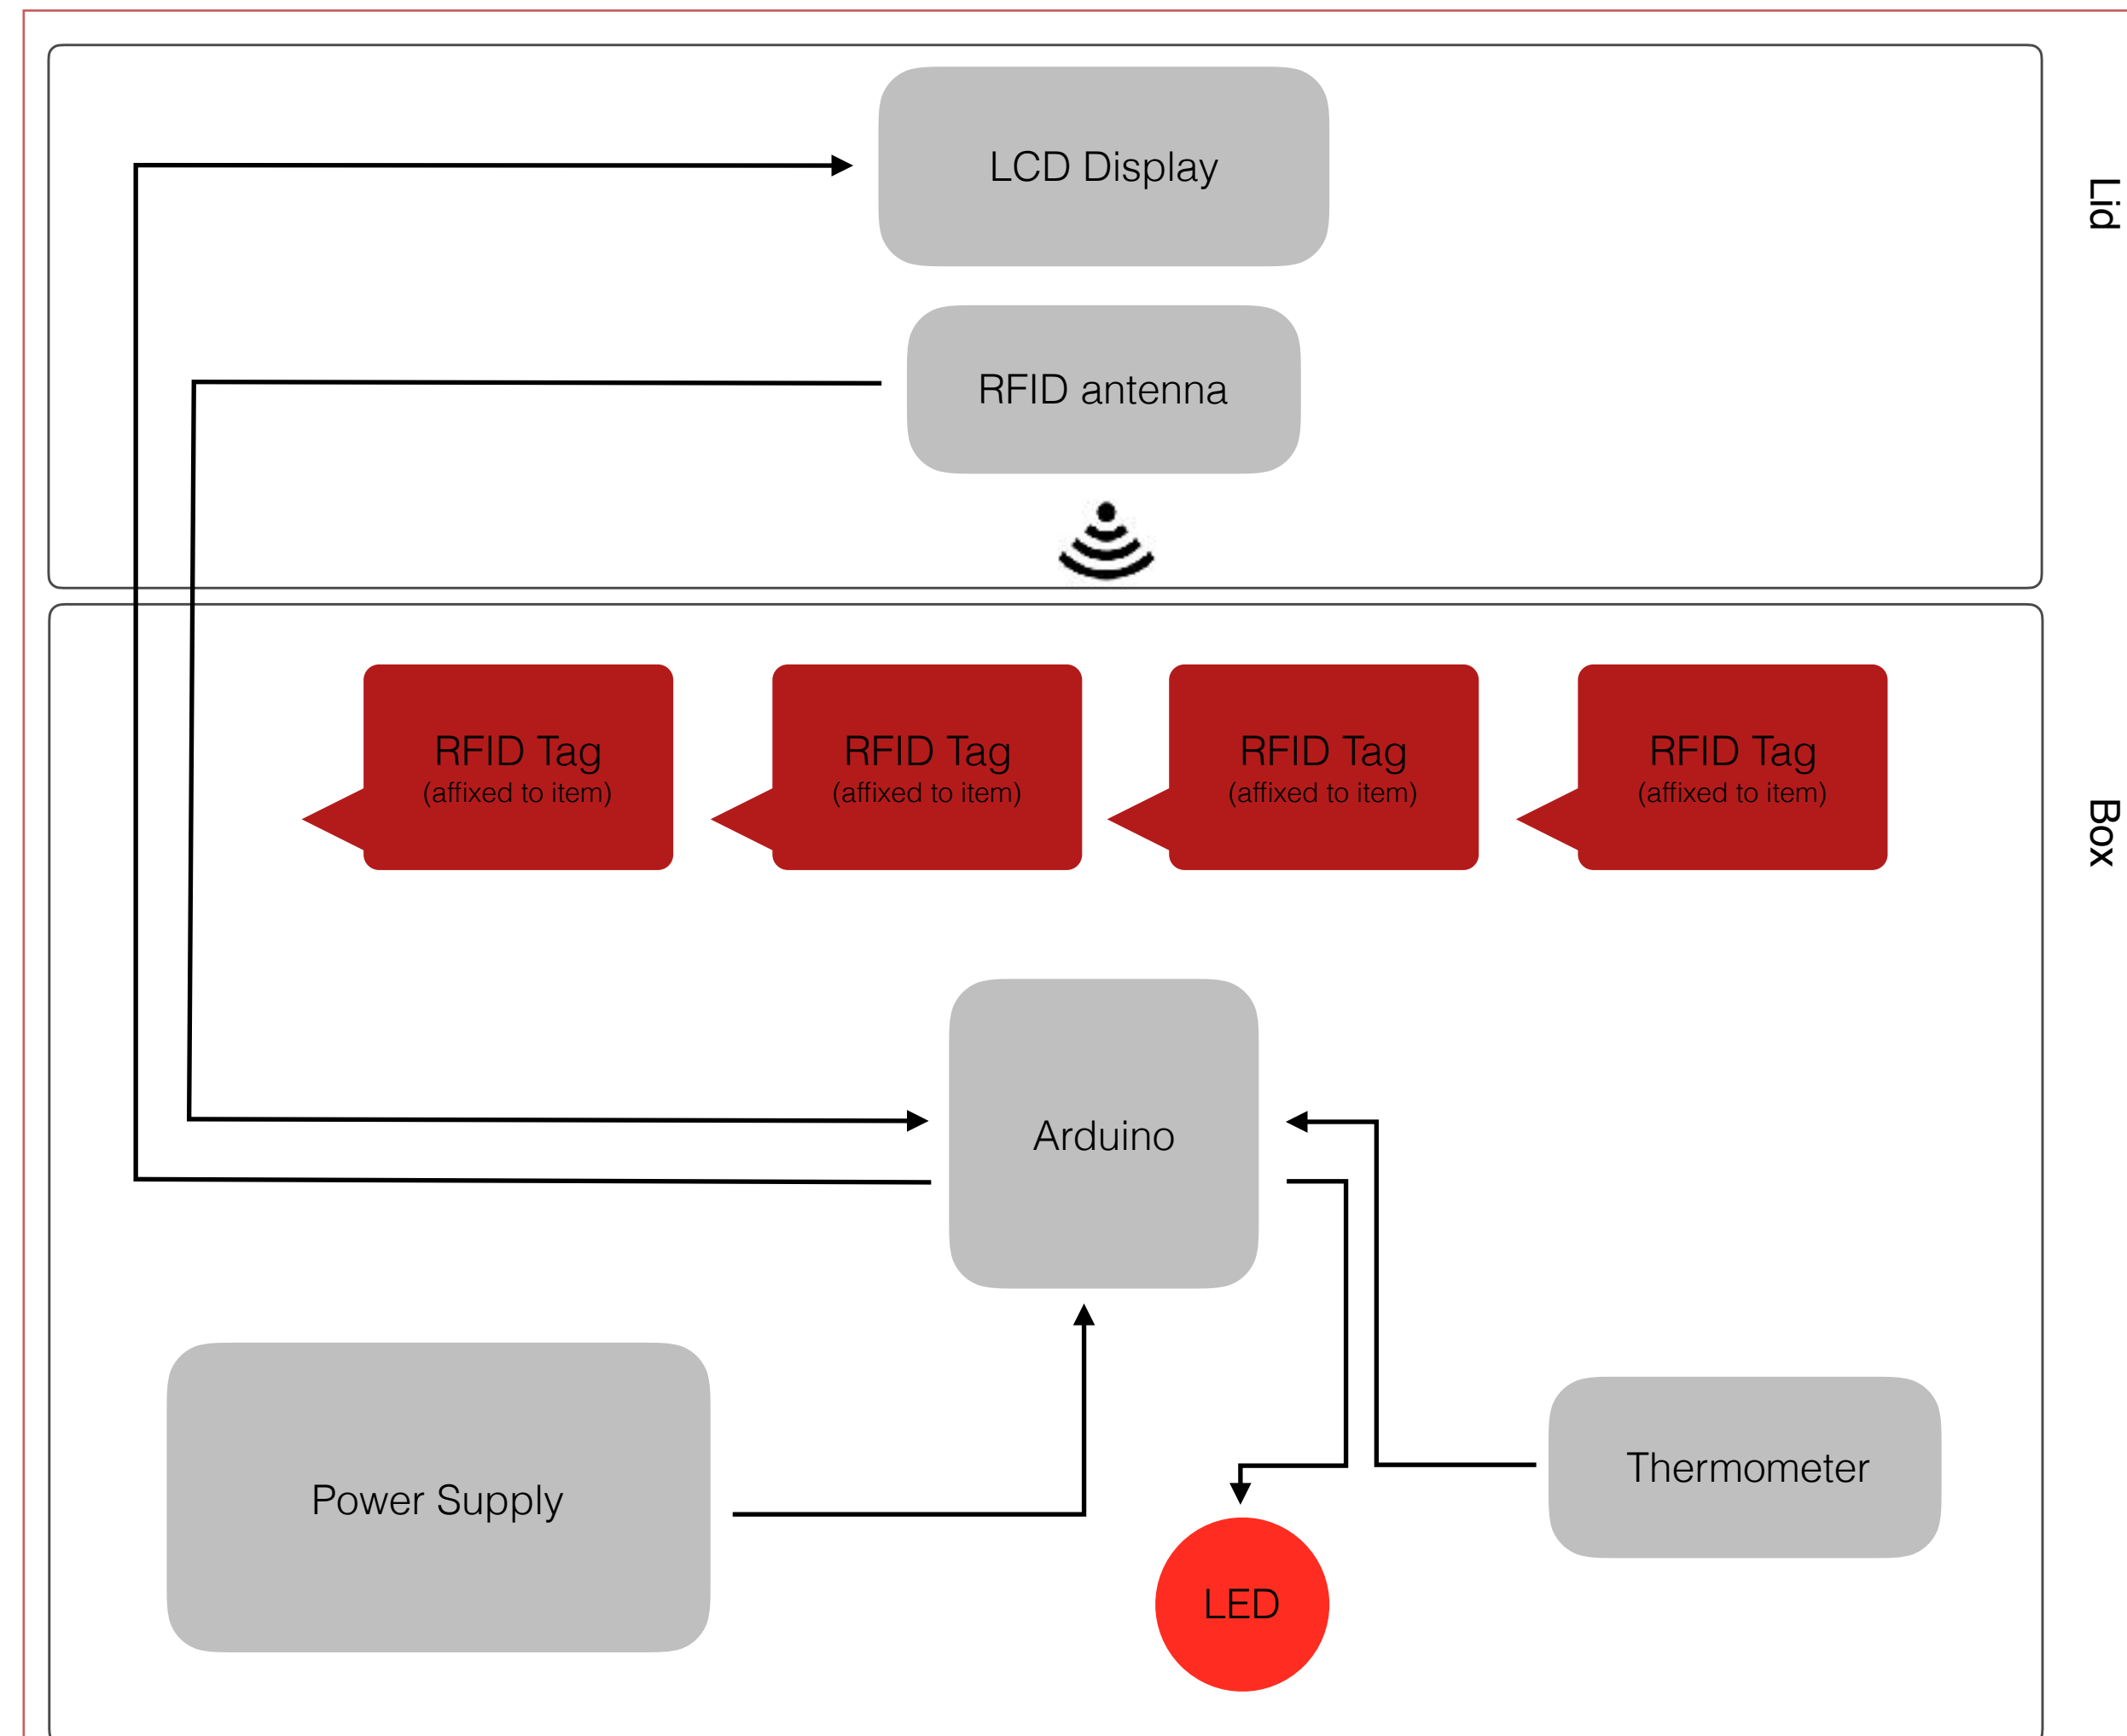 LCD Display
Lid
RFID antenna
RFID Tag
(affixed to item)
RFID Tag
(affixed to item)
RFID Tag
(affixed to item)
RFID Tag
(affixed to item)
Box
Arduino
Power Supply
Thermometer
LED